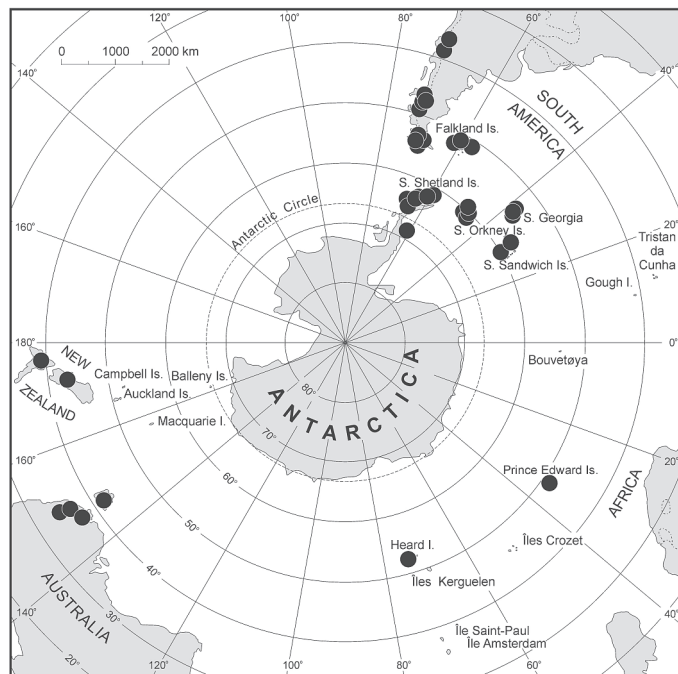 120°
100°
80°
60°
40°
140°
0 1000 2000 km
SOUTH
AMERICA
Falkland Is.
S. Shetland Is.
Antarctic Circle
S. Georgia
S. Orkney Is.
160°
20°
Tristan
da
Cunha
S. Sandwich Is.
Gough I.
180°
0°
NEW
ZEALAND
Campbell Is.
Balleny Is.
Auckland Is.
Macquarie I.
Bouvetøya
ANTARCTICA
80°
70°
60°
50°
40°
30°
20°
160°
20°
Prince Edward Is.
AFRICA
Heard I.
Îles Crozet
Îles Kerguelen
AUSTRALIA
Île Saint-Paul
Île Amsterdam
140°
40°
120°
100°
80°
60°